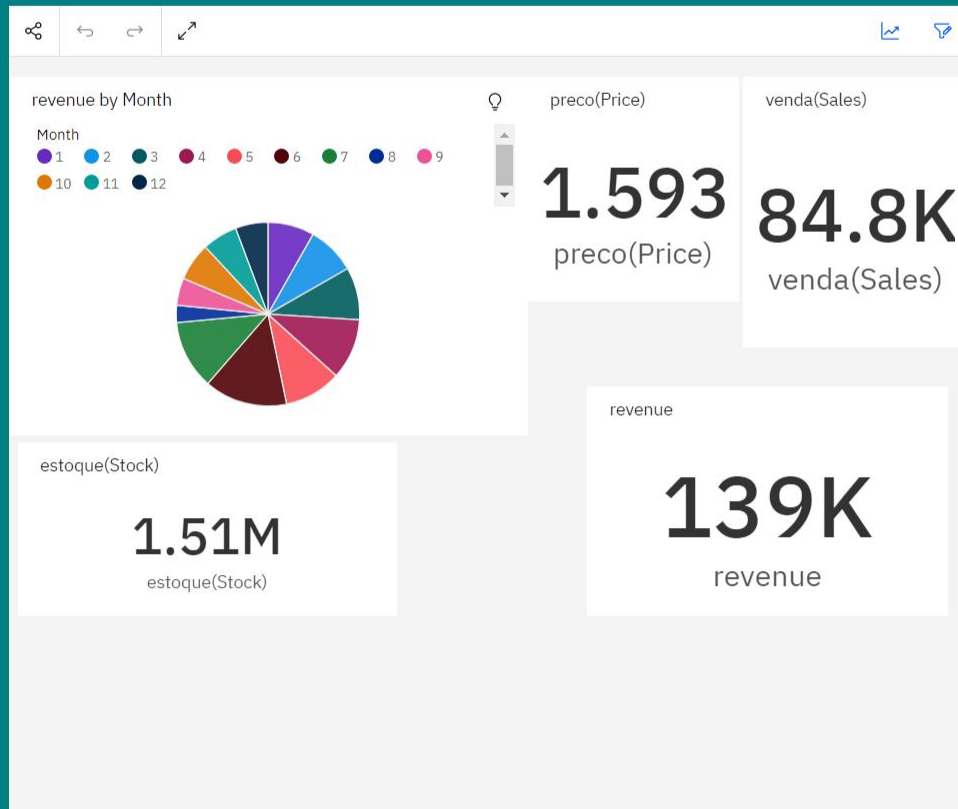 revenue by Month
Month
1 2 3 4 5 6 7 8 9
10 11 12
preco(Price)
1.593
preco(Price)
venda(Sales)
84.8K
venda(Sales)
estoque(Stock)
1.51M
estoque(Stock)
revenue
139K
revenue